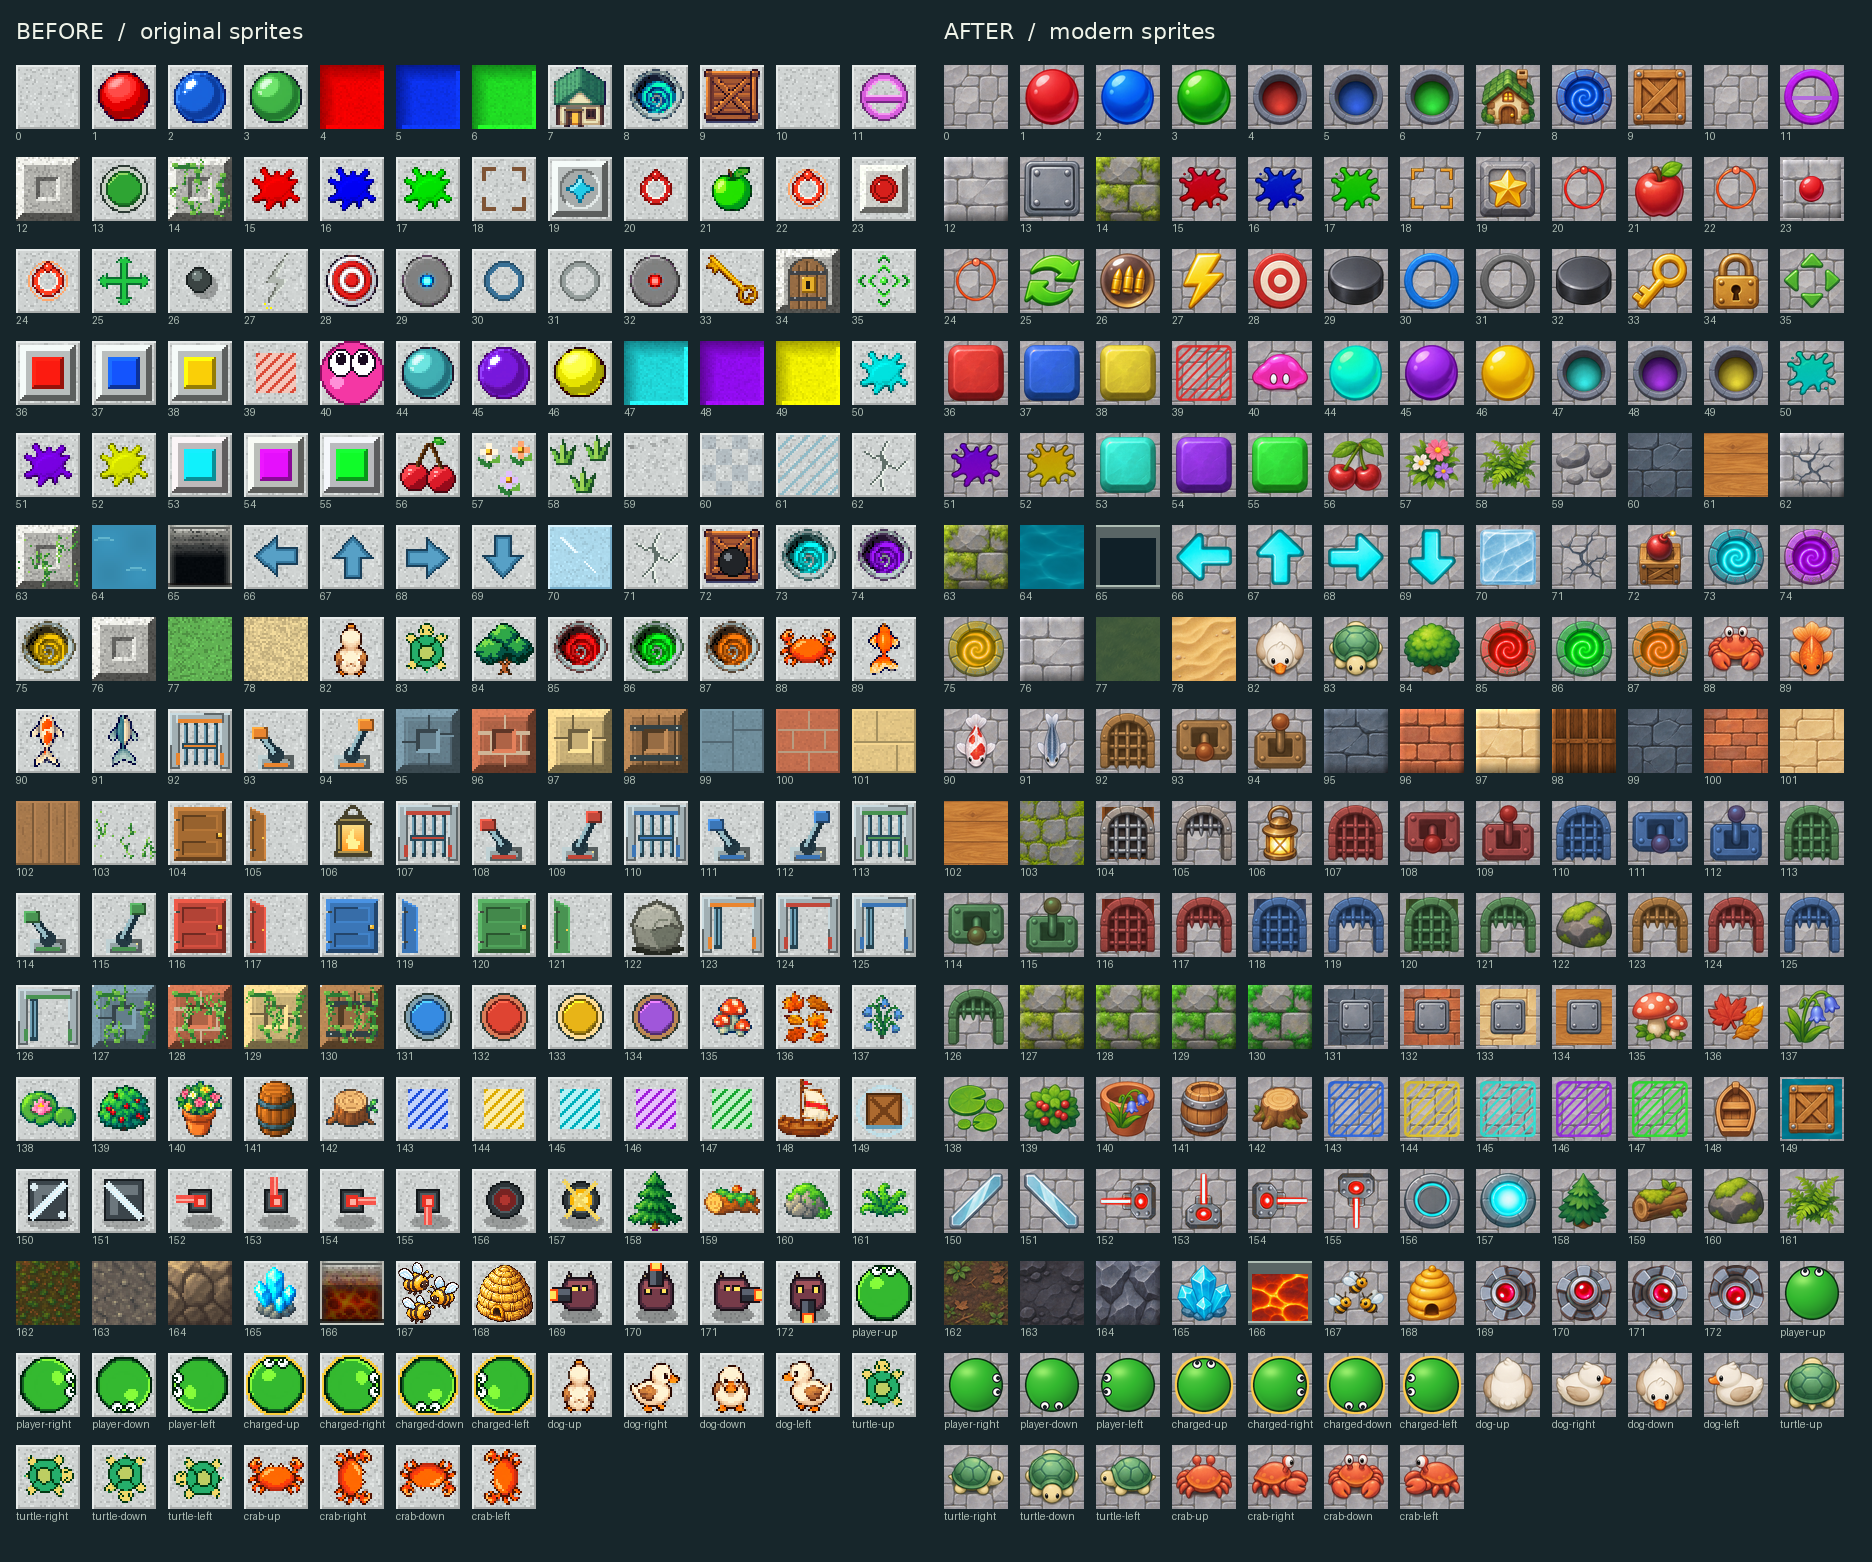 BEFORE / original sprites
AFTER / modern sprites
0 1 2 3 4 5 6 7 8 9 10 11
0 1 2 3 4 5 6 7 8 9 10 11
12 13 14 15 16 17 18 19 20 21 22 23
12 13 14 15 16 17 18 19 20 21 22 23
24 25 26 27 28 29 30 31 32 33 34 35
24 25 26 27 28 29 30 31 32 33 34 35
36 37 38 39 40 44 45 46 47 48 49 50
36 37 38 39 40 44 45 46 47 48 49 50
51 52 53 54 55 56 57 58 59 60 61 62
51 52 53 54 55 56 57 58 59 60 61 62
63 64 65 66 67 68 69 70 71 72 73 74
63 64 65 66 67 68 69 70 71 72 73 74
75 76 77 78 82 83 84 85 86 87 88 89
75 76 77 78 82 83 84 85 86 87 88 89
90 91 92 93 94 95 96 97 98 99 100 101
90 91 92 93 94 95 96 97 98 99 100 101
102 103 104 105 106 107 108 109 110 111 112 113
102 103 104 105 106 107 108 109 110 111 112 113
114 115 116 117 118 119 120 121 122 123 124 125
114 115 116 117 118 119 120 121 122 123 124 125
126 127 128 129 130 131 132 133 134 135 136 137
126 127 128 129 130 131 132 133 134 135 136 137
138 139 140 141 142 143 144 145 146 147 148 149
138 139 140 141 142 143 144 145 146 147 148 149
150 151 152 153 154 155 156 157 158 159 160 161
150 151 152 153 154 155 156 157 158 159 160 161
162 163 164 165 166 167 168 169 170 171 172 player-up
162 163 164 165 166 167 168 169 170 171 172 player-up
player-right player-down player-left charged-up charged-right charged-down charged-left dog-up dog-right dog-down dog-left turtle-up
player-right player-down player-left charged-up charged-right charged-down charged-left dog-up dog-right dog-down dog-left turtle-up
turtle-right turtle-down turtle-left crab-up crab-right crab-down crab-left
turtle-right turtle-down turtle-left crab-up crab-right crab-down crab-left